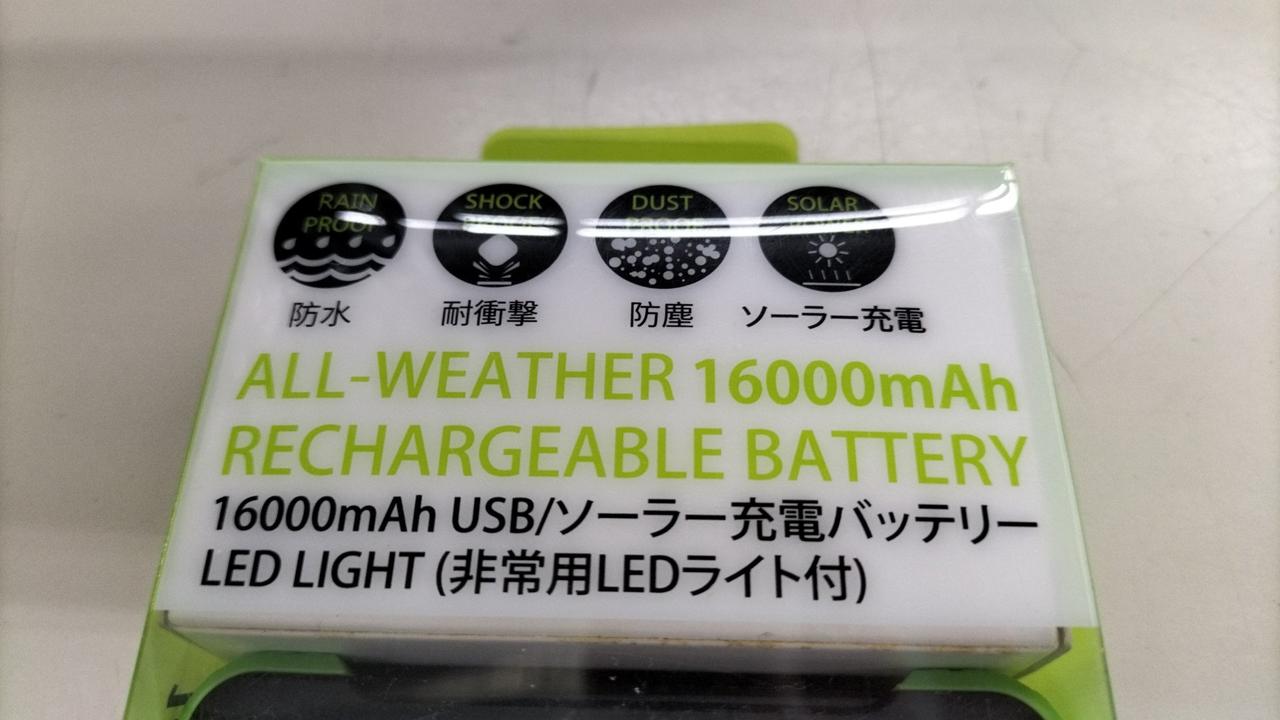 RAIN PROOF
SHOCK PROOF
DUST PROOF
SOLAR POWER
防水
耐衝撃
防塵
ソーラー充電
ALL-WEATHER 16000mAh
RECHARGEABLE BATTERY
16000mAh USB/ソーラー充電バッテリー
LED LIGHT (非常用LEDライト付)